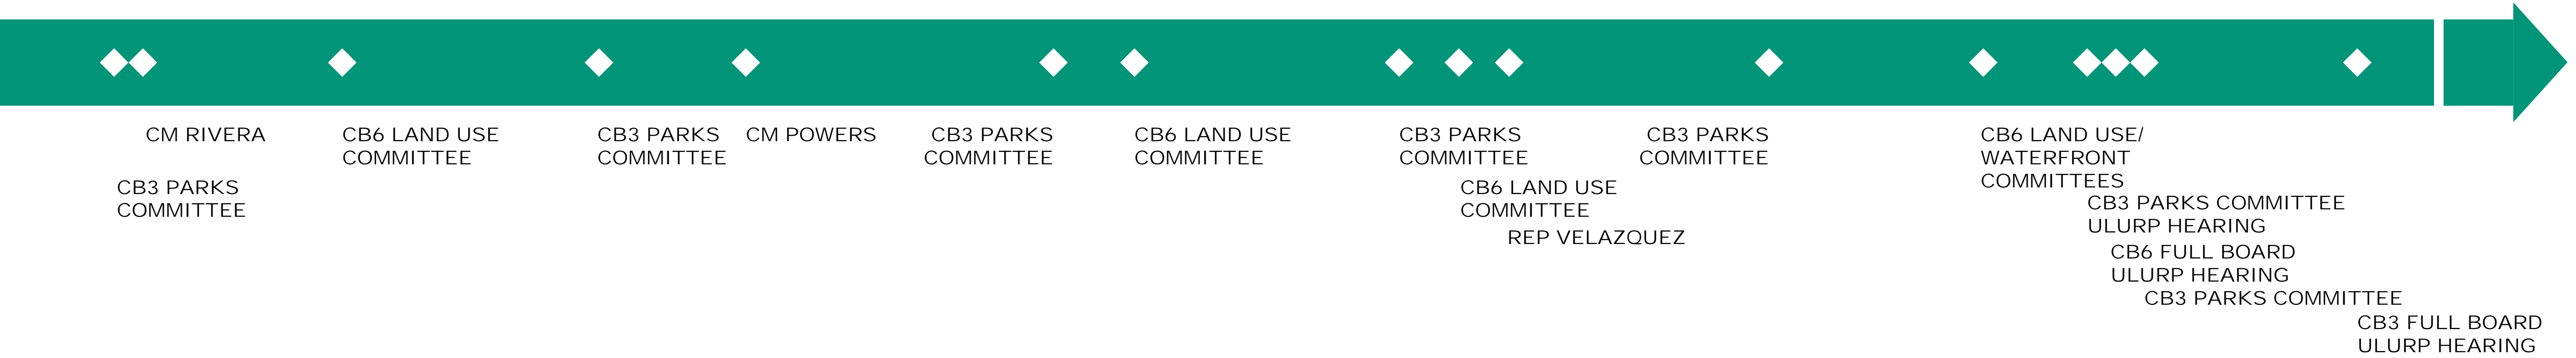 CM RIVERA
CB3 PARKS
COMMITTEE
CB6 LAND USE
COMMITTEE
CB3 PARKS
COMMITTEE
CM POWERS
CB3 PARKS
COMMITTEE
CB6 LAND USE
COMMITTEE
CB3 PARKS
COMMITTEE
CB6 LAND USE
COMMITTEE
REP VELAZQUEZ
CB3 PARKS
COMMITTEE
CB6 LAND USE/
WATERFRONT
COMMITTEES
CB3 PARKS COMMITTEE
ULURP HEARING
CB6 FULL BOARD
ULURP HEARING
CB3 PARKS COMMITTEE
CB3 FULL BOARD
ULURP HEARING